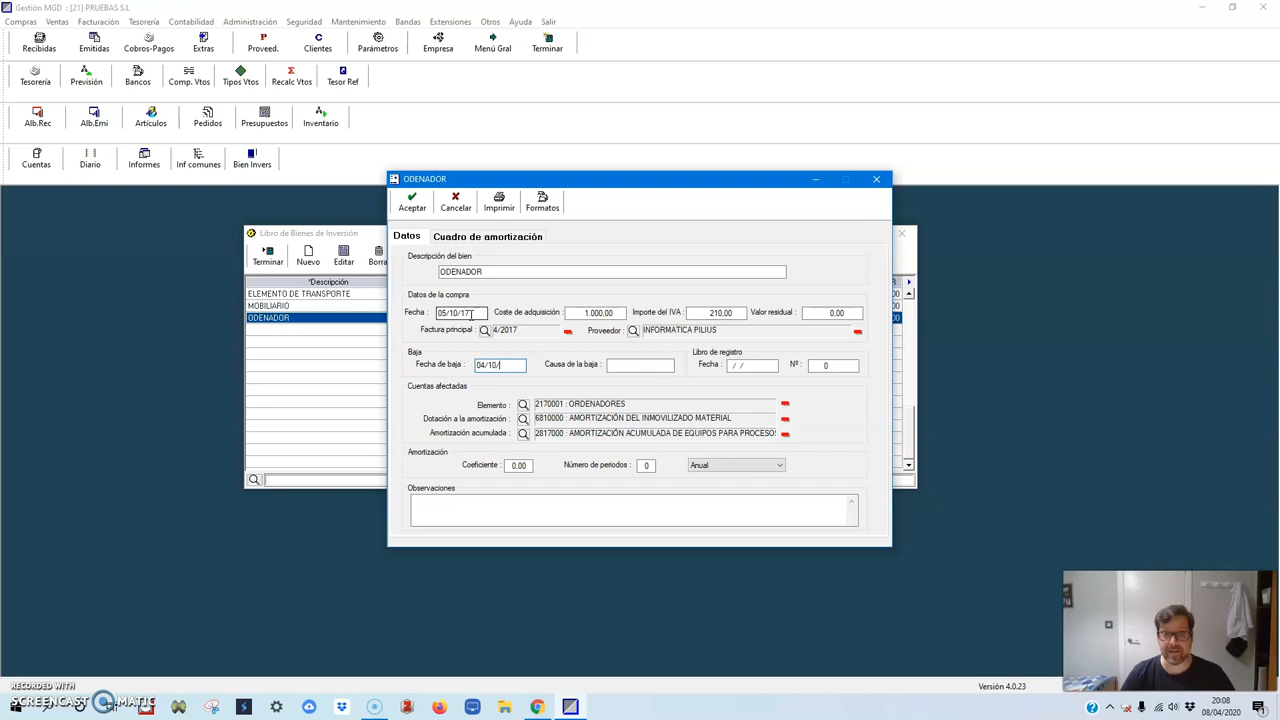 Gestión MGD : [21] PRUEBAS S.L
Compras Ventas Facturación Tesorería Contabilidad Administración Seguridad Mantenimiento Bandas Extensiones Otros Ayuda Salir
Recibidas Emitidas Cobros-Pagos Extras Proveed. Clientes Parámetros Empresa Menú Gral Terminar
Tesorería Previsión Bancos Comp. Vtos Tipos Vtos Recalc Vtos Tesor Ref
Alb.Rec Alb.Emi Artículos Pedidos Presupuestos Inventario
Cuentas Diario Informes Inf comunes Bien Invers
ODENADOR
Aceptar Cancelar Imprimir Formatos
Libro de Bienes de Inversión
Terminar Nuevo Editar Borra
*Descripción
ELEMENTO DE TRANSPORTE
MOBILIARIO
ODENADOR
Datos Cuadro de amortización
Descripción del bien
ODENADOR
Datos de la compra
Fecha : 05/10/17 Coste de adquisición : 1.000,00 Importe del IVA : 210,00 Valor residual : 0,00
Factura principal : 4/2017 Proveedor : INFORMATICA PILIUS
Baja Libro de registro
Fecha de baja : 04/10/ Causa de la baja : Fecha : / / Nº : 0
Cuentas afectadas
Elemento : 2170001 : ORDENADORES
Dotación a la amortización : 6810000 : AMORTIZACIÓN DEL INMOVILIZADO MATERIAL
Amortización acumulada : 2817000 : AMORTIZACIÓN ACUMULADA DE EQUIPOS PARA PROCESO:
Amortización
Coeficiente : 0,00 Número de periodos : 0 Anual
Observaciones
Versión 4.0.23
RECORDED WITH
SCREENCAST MATIC
20:08
08/04/2020